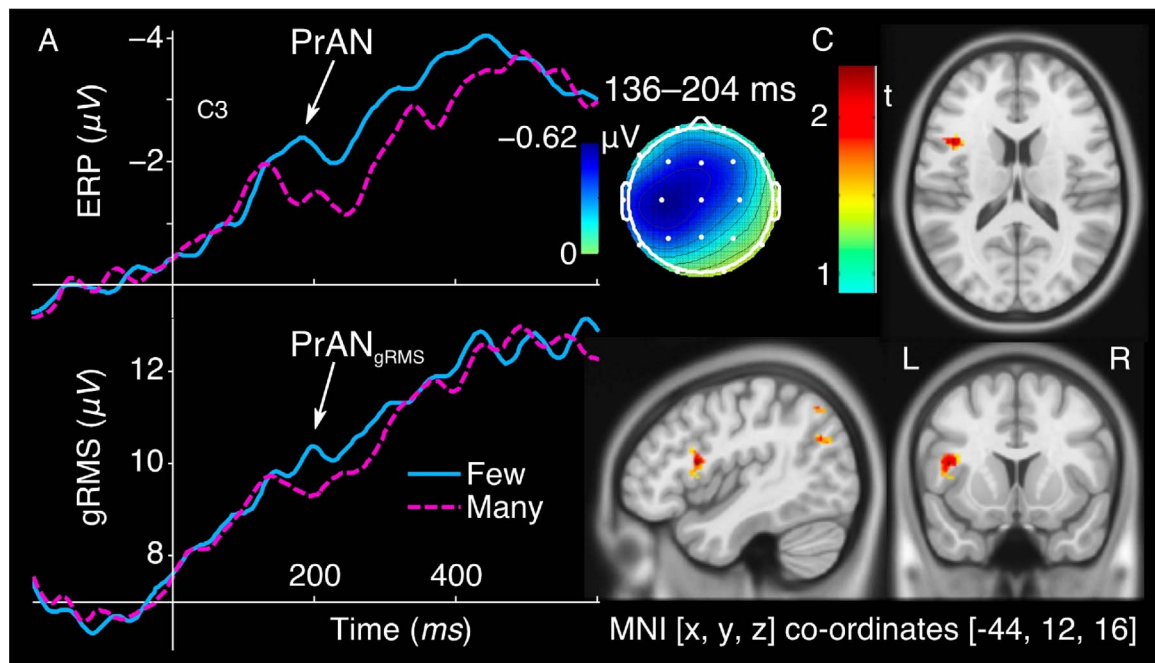 A
ERP (μV)
-4
-2
C3
PrAN
136–204 ms
−0.62
μV
0
C
2
t
1
gRMS (μV)
12
10
8
PrANgRMS
Few
Many
200
400
Time (ms)
L
R
MNI [x, y, z] co-ordinates [-44, 12, 16]